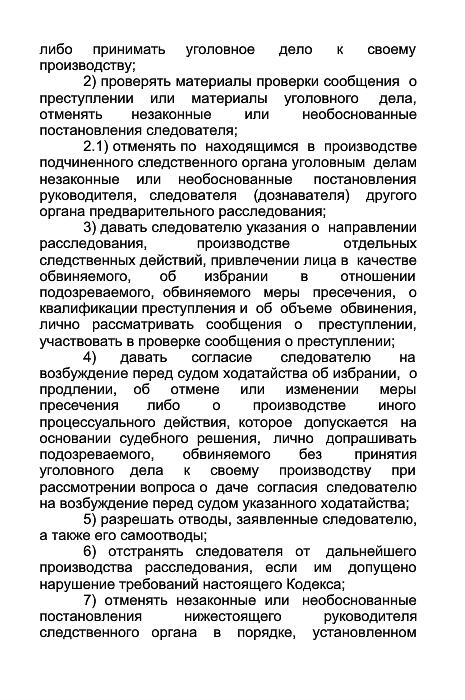 либо принимать уголовное дело к своему
производству;
2) проверять материалы проверки сообщения о
преступлении или материалы уголовного дела,
отменять незаконные или необоснованные
постановления следователя;
2.1) отменять по находящимся в производстве
подчиненного следственного органа уголовным делам
незаконные или необоснованные постановления
руководителя, следователя (дознавателя) другого
органа предварительного расследования;
3) давать следователю указания о направлении
расследования, производстве отдельных
следственных действий, привлечении лица в качестве
обвиняемого, об избрании в отношении
подозреваемого, обвиняемого меры пресечения, о
квалификации преступления и об объеме обвинения,
лично рассматривать сообщения о преступлении,
участвовать в проверке сообщения о преступлении;
4) давать согласие следователю на
возбуждение перед судом ходатайства об избрании, о
продлении, об отмене или изменении меры
пресечения либо о производстве иного
процессуального действия, которое допускается на
основании судебного решения, лично допрашивать
подозреваемого, обвиняемого без принятия
уголовного дела к своему производству при
рассмотрении вопроса о даче согласия следователю
на возбуждение перед судом указанного ходатайства;
5) разрешать отводы, заявленные следователю,
а также его самоотводы;
6) отстранять следователя от дальнейшего
производства расследования, если им допущено
нарушение требований настоящего Кодекса;
7) отменять незаконные или необоснованные
постановления нижестоящего руководителя
следственного органа в порядке, установленном